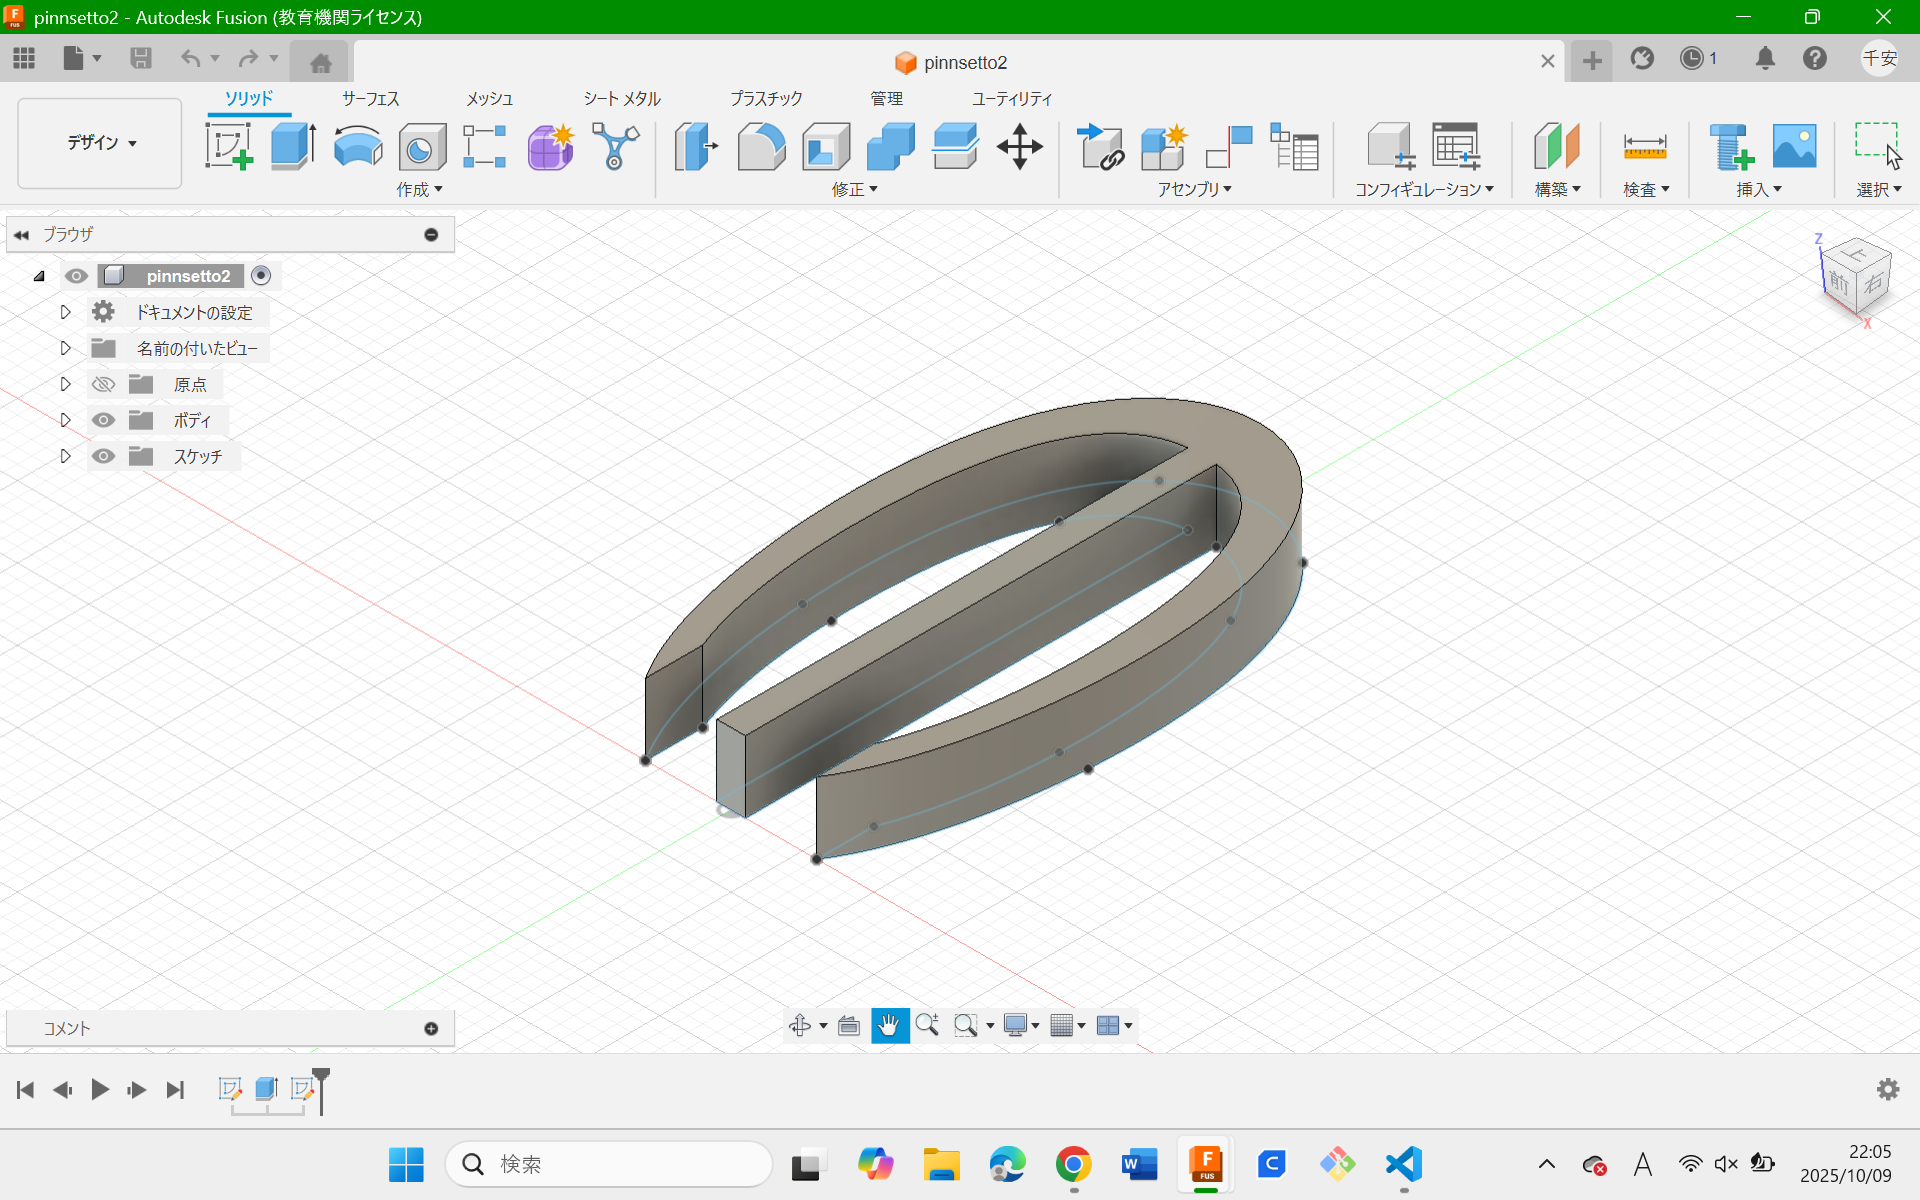 pinnsetto2 - Autodesk Fusion (教育機関ライセンス)
pinnsetto2
1
千安
デザイン
ソリッド
サーフェス
メッシュ
シート メタル
プラスチック
管理
ユーティリティ
作成
修正
アセンブリ
コンフィギュレーション
構築
検査
挿入
選択
ブラウザ
pinnsetto2
ドキュメントの設定
名前の付いたビュー
原点
ボディ
スケッチ
Z
上
前
右
X
コメント
検索
A
22:05
2025/10/09